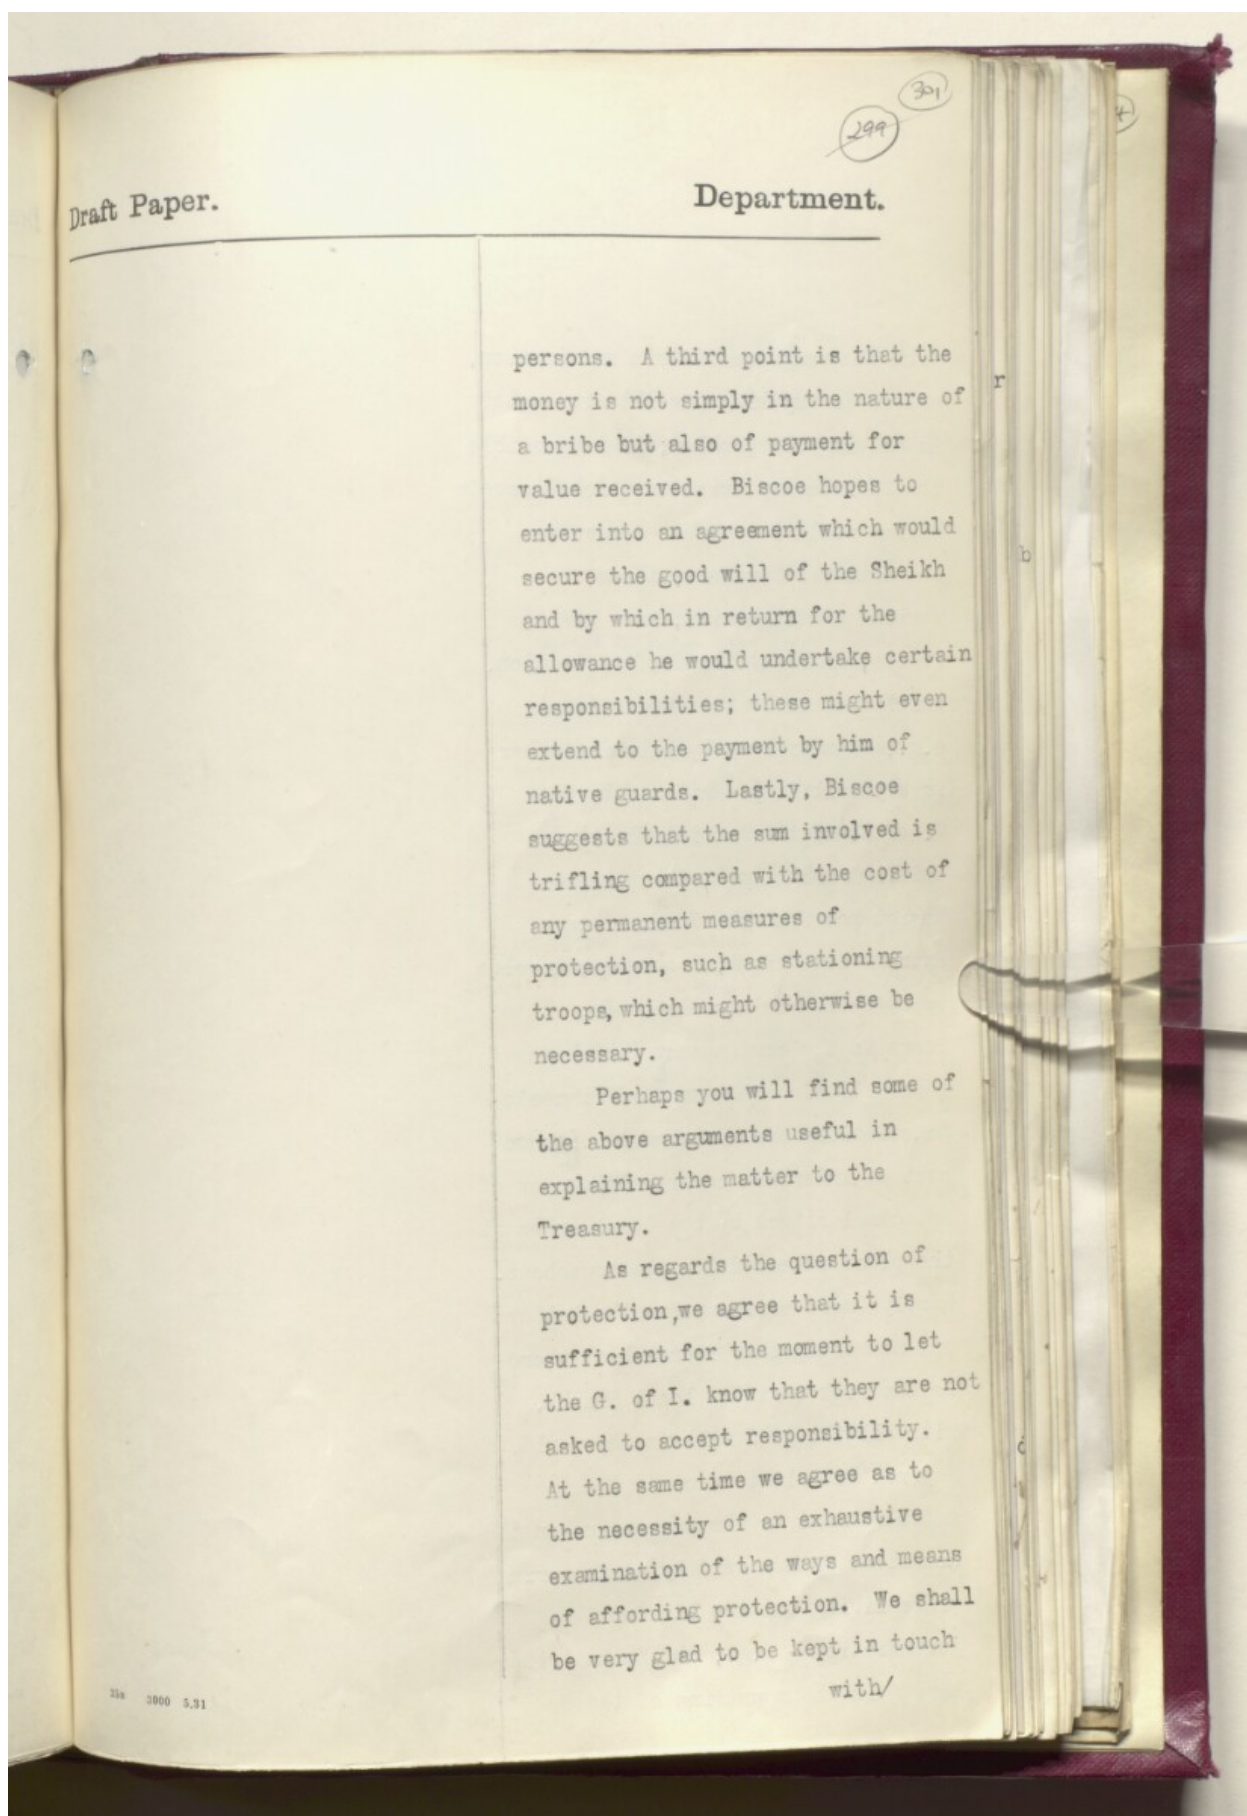 301
299
Draft Paper.
Department.
persons. A third point is that the
money is not simply in the nature of
a bribe but also of payment for
value received. Biscoe hopes to
enter into an agreement which would
secure the good will of the Sheikh
and by which in return for the
allowance he would undertake certain
responsibilities; these might even
extend to the payment by him of
native guards. Lastly, Biscoe
suggests that the sum involved is
trifling compared with the cost of
any permanent measures of
protection, such as stationing
troops, which might otherwise be
necessary.
Perhaps you will find some of
the above arguments useful in
explaining the matter to the
Treasury.
As regards the question of
protection, we agree that it is
sufficient for the moment to let
the G. of I. know that they are not
asked to accept responsibility.
At the same time we agree as to
the necessity of an exhaustive
examination of the ways and means
of affording protection. We shall
be very glad to be kept in touch
with/
3000 5.31
r
b